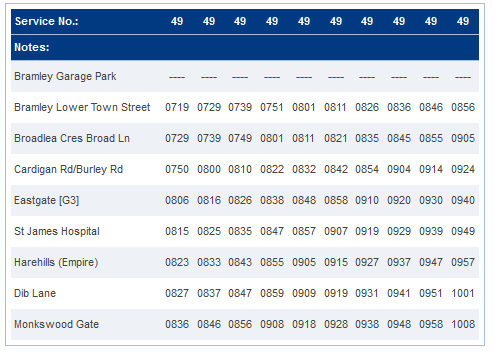 Service No.: 49 49 49 49 49 49 49 49 49 49
Notes:
Bramley Garage Park ---- ---- ---- ---- ---- ---- ---- ---- ---- ----
Bramley Lower Town Street 0719 0729 0739 0751 0801 0811 0826 0836 0846 0856
Broadlea Cres Broad Ln 0729 0739 0749 0801 0811 0821 0835 0845 0855 0905
Cardigan Rd/Burley Rd 0750 0800 0810 0822 0832 0842 0854 0904 0914 0924
Eastgate [G3] 0806 0816 0826 0838 0848 0858 0910 0920 0930 0940
St James Hospital 0815 0825 0835 0847 0857 0907 0919 0929 0939 0949
Harehills (Empire) 0823 0833 0843 0855 0905 0915 0927 0937 0947 0957
Dib Lane 0827 0837 0847 0859 0909 0919 0931 0941 0951 1001
Monkswood Gate 0836 0846 0856 0908 0918 0928 0938 0948 0958 1008